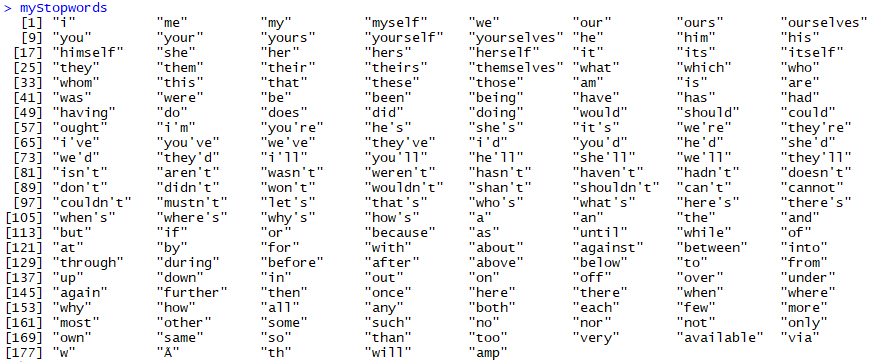 > myStopwords
[1] "i" "me" "my" "myself" "we" "our" "ours" "ourselves"
[9] "you" "your" "yours" "yourself" "yourselves" "he" "him" "his"
[17] "himself" "she" "her" "hers" "herself" "it" "its" "itself"
[25] "they" "them" "their" "theirs" "themselves" "what" "which" "who"
[33] "whom" "this" "that" "these" "those" "am" "is" "are"
[41] "was" "were" "be" "been" "being" "have" "has" "had"
[49] "having" "do" "does" "did" "doing" "would" "should" "could"
[57] "ought" "i'm" "you're" "he's" "she's" "it's" "we're" "they're"
[65] "i've" "you've" "we've" "they've" "i'd" "you'd" "he'd" "she'd"
[73] "we'd" "they'd" "i'll" "you'll" "he'll" "she'll" "we'll" "they'll"
[81] "isn't" "aren't" "wasn't" "weren't" "hasn't" "haven't" "hadn't" "doesn't"
[89] "don't" "didn't" "won't" "wouldn't" "shan't" "shouldn't" "can't" "cannot"
[97] "couldn't" "mustn't" "let's" "that's" "who's" "what's" "here's" "there's"
[105] "when's" "where's" "why's" "how's" "a" "an" "the" "and"
[113] "but" "if" "or" "because" "as" "until" "while" "of"
[121] "at" "by" "for" "with" "about" "against" "between" "into"
[129] "through" "during" "before" "after" "above" "below" "to" "from"
[137] "up" "down" "in" "out" "on" "off" "over" "under"
[145] "again" "further" "then" "once" "here" "there" "when" "where"
[153] "why" "how" "all" "any" "both" "each" "few" "more"
[161] "most" "other" "some" "such" "no" "nor" "not" "only"
[169] "own" "same" "so" "than" "too" "very" "available" "via"
[177] "w" "Â" "th" "will" "amp"